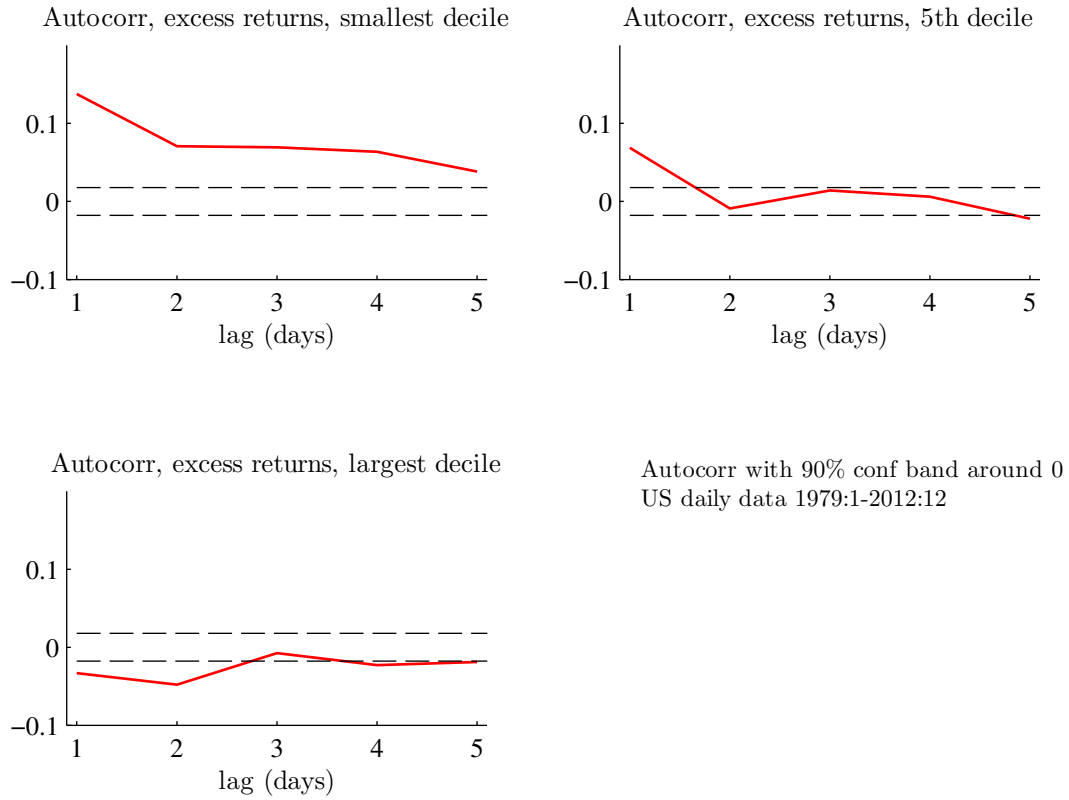 Autocorr, excess returns, smallest decile
0.1
0
−0.1
1 2 3 4 5
lag (days)
Autocorr, excess returns, 5th decile
0.1
0
−0.1
1 2 3 4 5
lag (days)
Autocorr, excess returns, largest decile
0.1
0
−0.1
1 2 3 4 5
lag (days)
Autocorr with 90% conf band around 0
US daily data 1979:1-2012:12